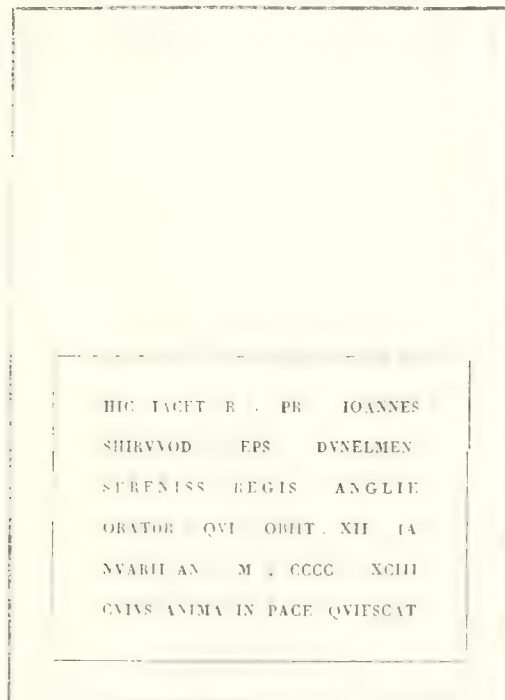 HIC IACET R . PR IOANNES
SHIRVVOD EPS DVNELMEN
SERENISS REGIS ANGLIE
ORATOR QVI OBIIT . XII IA
NVARII AN M . CCCC XCIII
CVIVS ANIMA IN PACE QVIESCAT